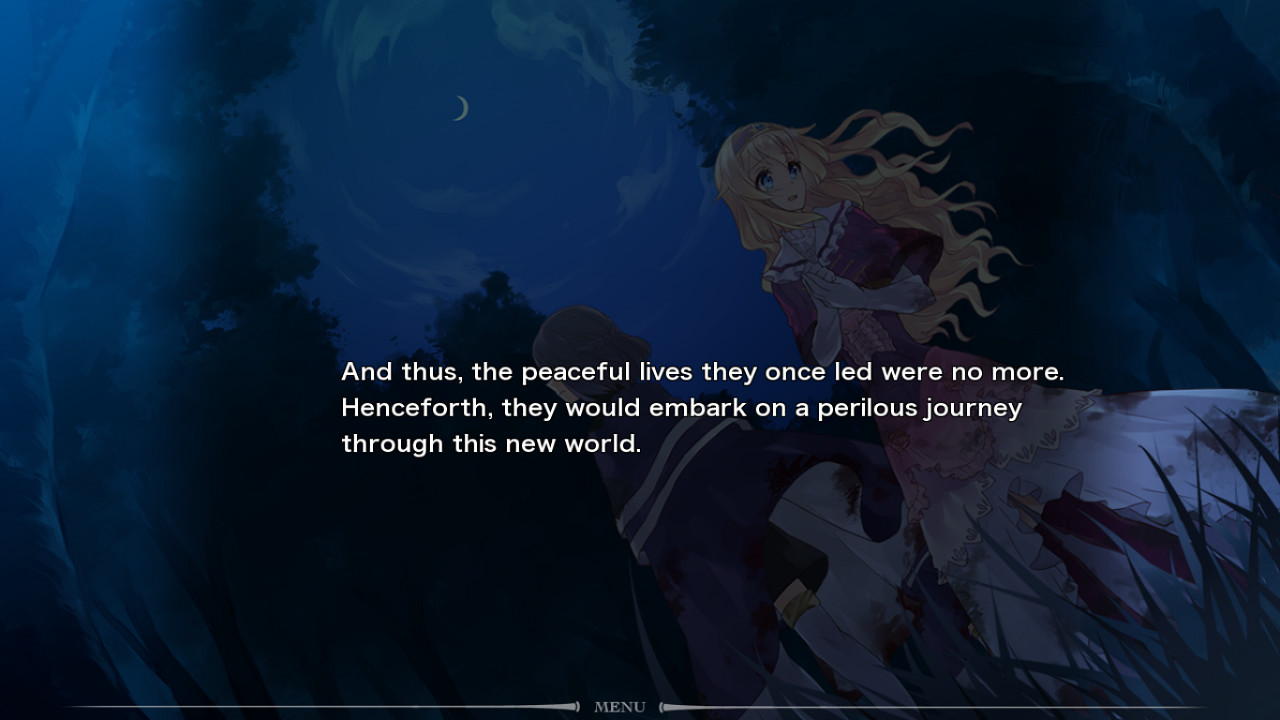 And thus, the peaceful lives they once led were no more.
Henceforth, they would embark on a perilous journey
through this new world.
MENU